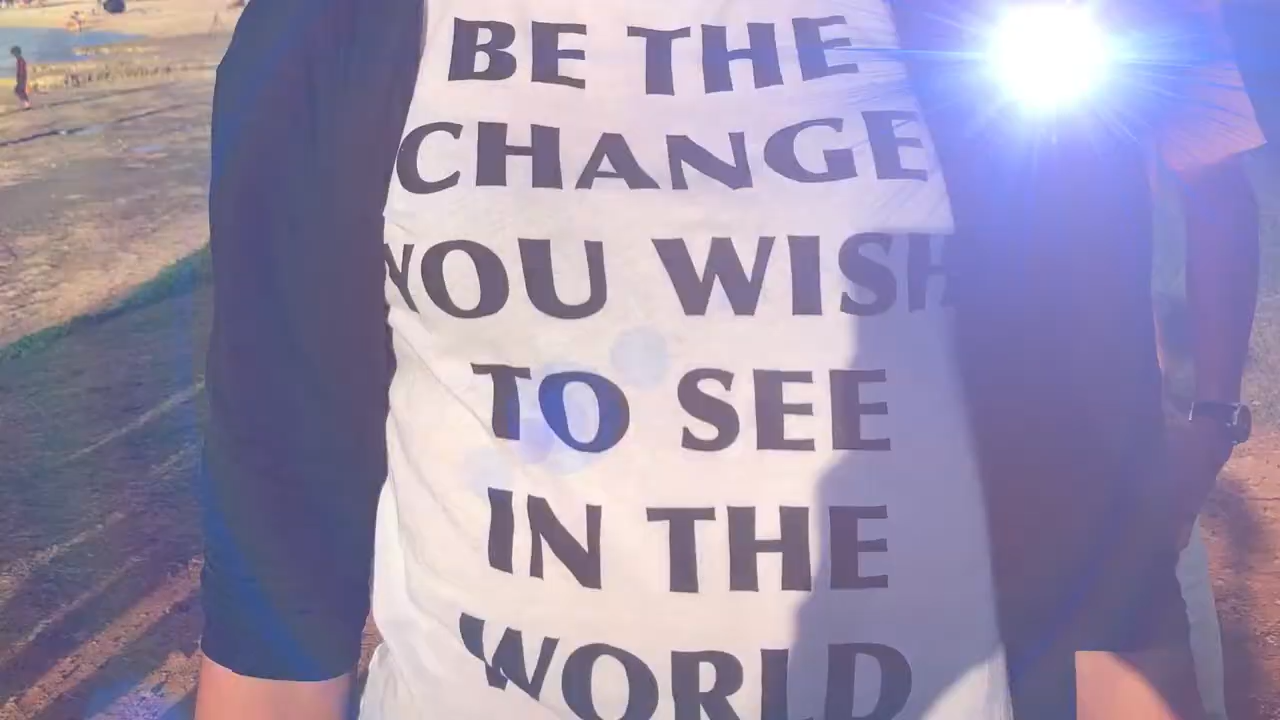 BE THE
CHANGE
YOU WISH
TO SEE
IN THE
WORLD